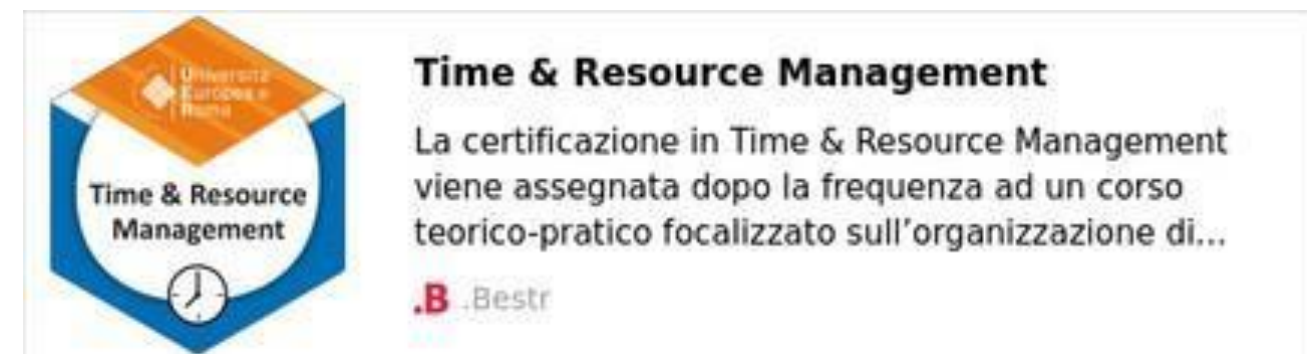 Università
Europea di
Roma
Time & Resource
Management
Time & Resource Management
La certificazione in Time & Resource Management
viene assegnata dopo la frequenza ad un corso
teorico-pratico focalizzato sull’organizzazione di...
.B .Bestr